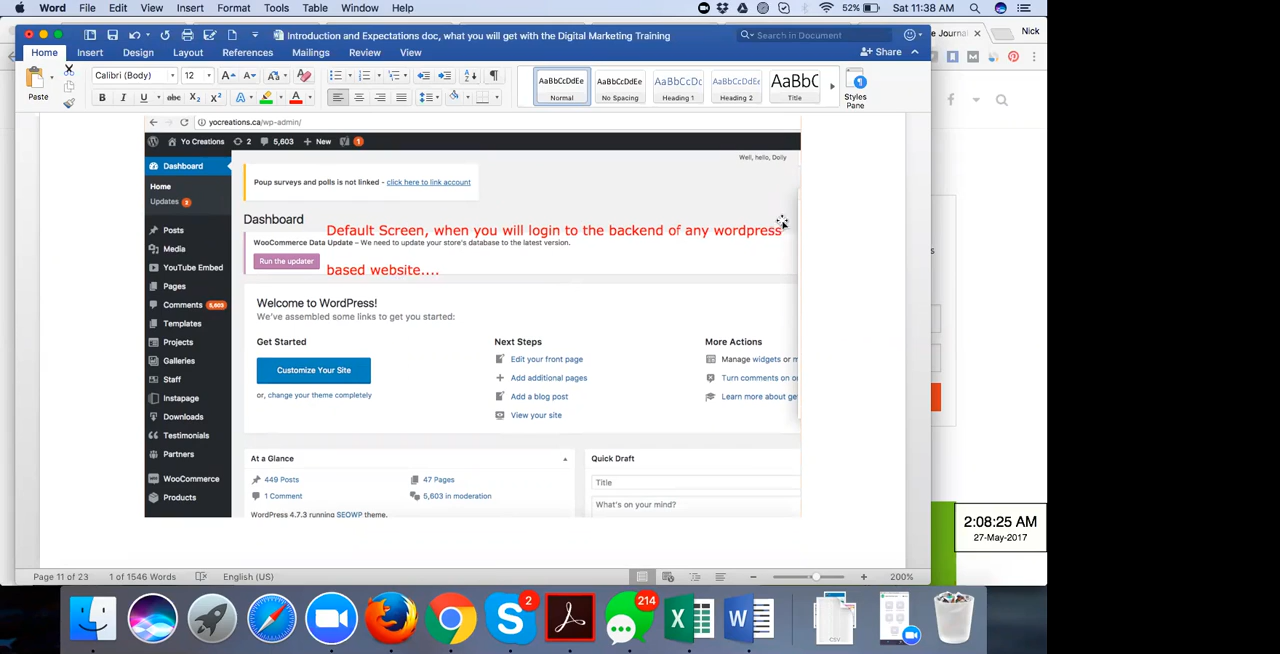 Word File Edit View Insert Format Tools Table Window Help 52% Sat 11:38 AM Nick
Introduction and Expectations doc, what you will get with the Digital Marketing Training
Search in Document
e Journal
Home Insert Design Layout References Mailings Review View
Share
Calibri (Body) 12
Paste
AaBbCcDdEe Normal
AaBbCcDdEe No Spacing
AaBbCcDc Heading 1
AaBbCcDdEe Heading 2
AaBbC Title
Styles Pane
yocreations.ca/wp-admin/
Yo Creations 2 5,603 New 1
Well, hello, Dolly
Dashboard
Home
Updates 2
Posts
Media
YouTube Embed
Pages
Comments 5,603
Templates
Projects
Galleries
Staff
Instapage
Downloads
Testimonials
Partners
WooCommerce
Products
Poup surveys and polls is not linked - click here to link account
Dashboard
Default Screen, when you will login to the backend of any wordpress
WooCommerce Data Update – We need to update your store's database to the latest version.
Run the updater
based website....
Welcome to WordPress!
We've assembled some links to get you started:
Get Started
Customize Your Site
or, change your theme completely
Next Steps
Edit your front page
Add additional pages
Add a blog post
View your site
More Actions
Manage widgets or m
Turn comments on o
Learn more about ge
At a Glance
449 Posts 47 Pages
1 Comment 5,603 in moderation
WordPress 4.7.3 running SEOWP theme.
Quick Draft
Title
What's on your mind?
2:08:25 AM
27-May-2017
Page 11 of 23 1 of 1546 Words English (US) 200%
2
214
CSV